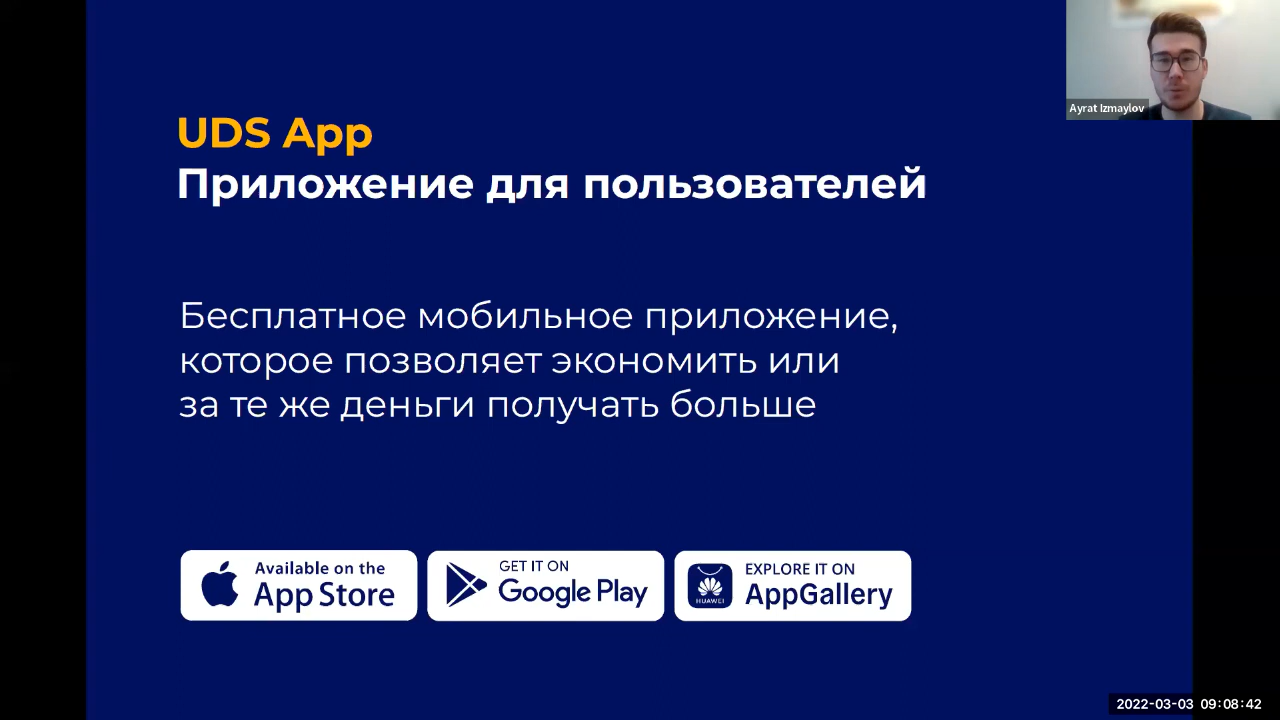 UDS App
Приложение для пользователей
Бесплатное мобильное приложение,
которое позволяет экономить или
за те же деньги получать больше
Available on the
App Store
GET IT ON
Google Play
EXPLORE IT ON
AppGallery
HUAWEI
Ayrat Izmaylov
2022-03-03 09:08:42